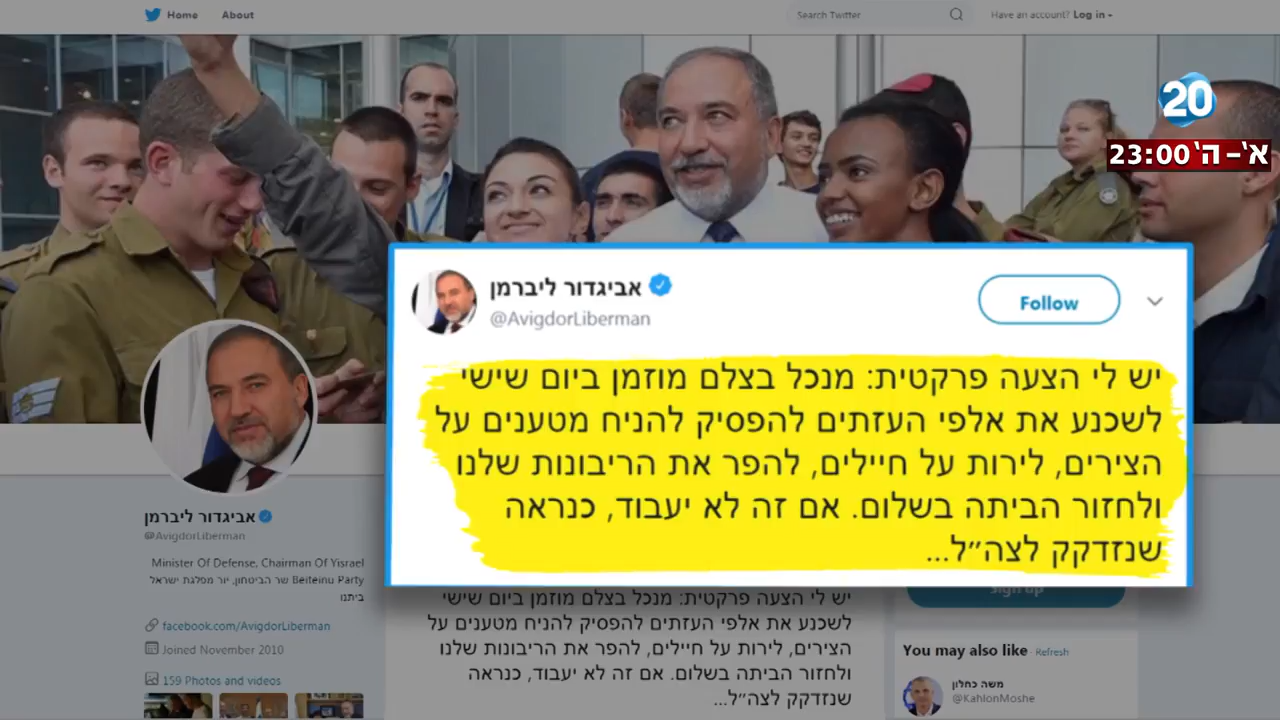 Home About
Search Twitter
Have an account? Log in
20
א'-ה' 23:00
אביגדור ליברמן
@AvigdorLiberman
Follow
יש לי הצעה פרקטית: מנכל בצלם מוזמן ביום שישי
לשכנע את אלפי העזתים להפסיק להניח מטענים על
הצירים, לירות על חיילים, להפר את הריבונות שלנו
ולחזור הביתה בשלום. אם זה לא יעבוד, כנראה
שנזדקק לצה״ל...
אביגדור ליברמן
@AvigdorLiberman
Minister Of Defense, Chairman Of Yisrael
Beiteinu Party שר הביטחון, יור מפלגת ישראל
ביתנו
facebook.com/AvigdorLiberman
Joined November 2010
159 Photos and videos
יש לי הצעה פרקטית: מנכל בצלם מוזמן ביום שישי
לשכנע את אלפי העזתים להפסיק להניח מטענים על
הצירים, לירות על חיילים, להפר את הריבונות שלנו
ולחזור הביתה בשלום. אם זה לא יעבוד, כנראה
שנזדקק לצה״ל...
Sign up
You may also like · Refresh
משה כחלון
@KahlonMoshe